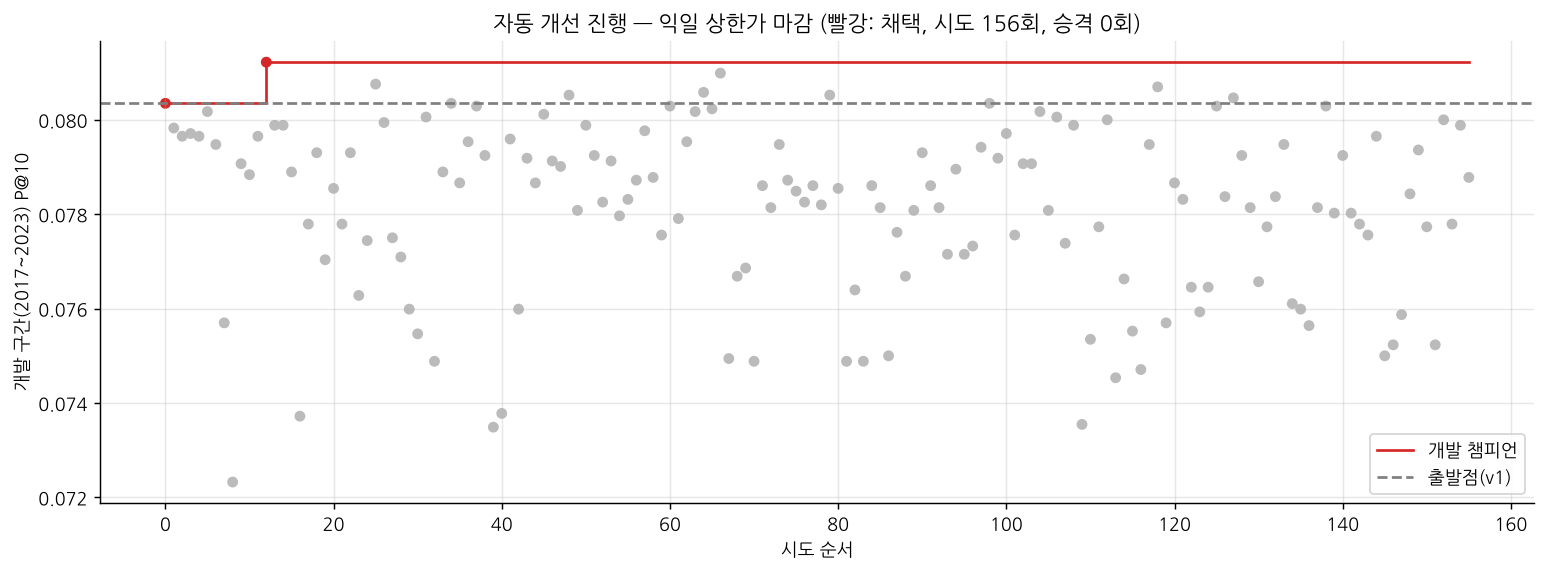 자동 개선 진행 — 익일 상한가 마감 (빨강: 채택, 시도 156회, 승격 0회)
개발 구간(2017~2023) P@10
0.080
0.078
0.076
0.074
0.072
0 20 40 60 80 100 120 140 160
시도 순서
개발 챔피언
출발점(v1)